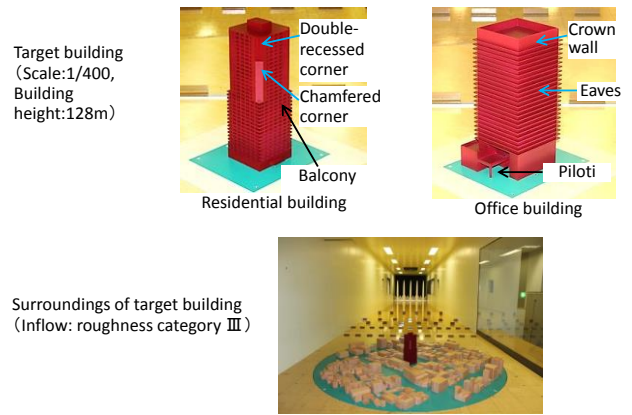 Target building
(Scale:1/400,
Building
height:128m)
Double-
recessed
corner
Chamfered
corner
Balcony
Residential building
Crown
wall
Eaves
Piloti
Office building
Surroundings of target building
(Inflow: roughness category Ⅲ)